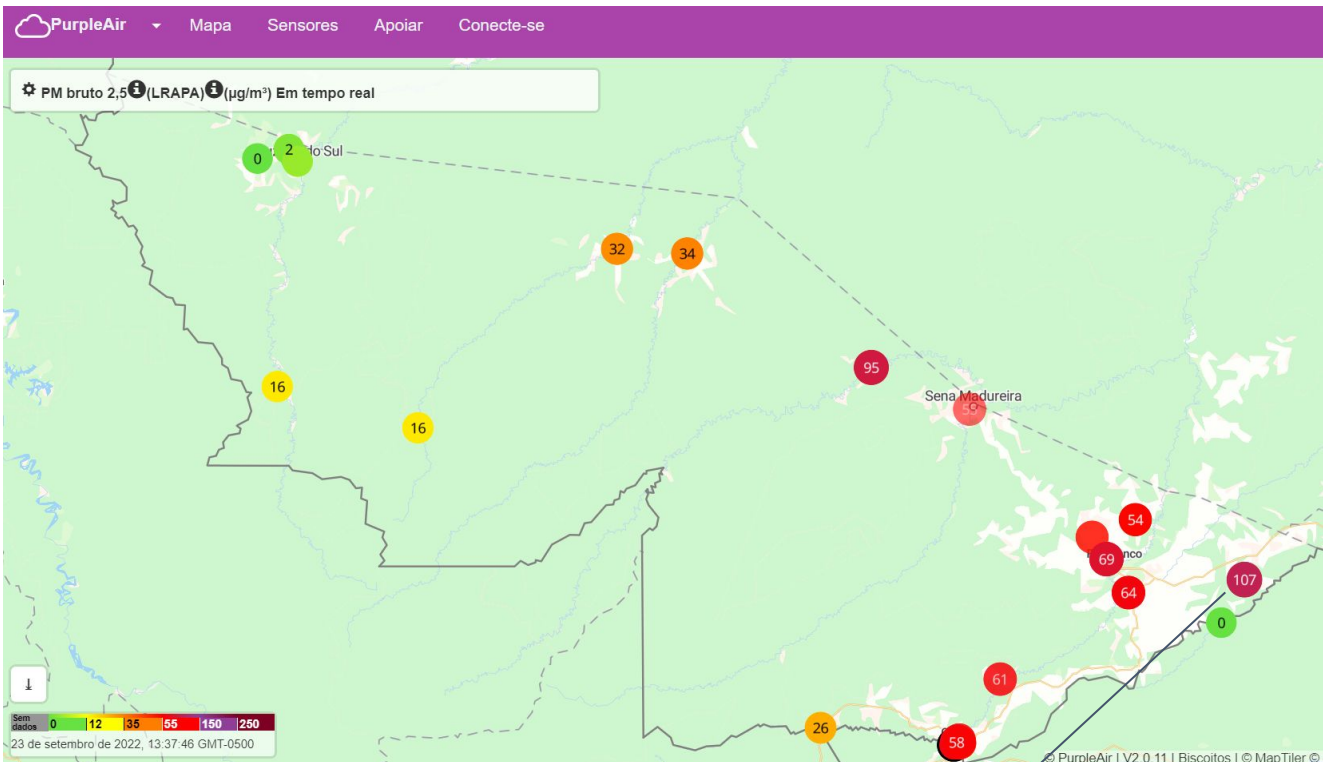 PurpleAir Mapa Sensores Apoiar Conecte-se
PM bruto 2,5 (LRAPA) (µg/m³) Em tempo real
0
2
do Sul
32
34
16
16
95
Sena Madureira
54
nco
69
107
64
0
61
26
58
Sem dados 0 12 35 55 150 250
23 de setembro de 2022, 13:37:46 GMT-0500
© PurpleAir | V2.0.11 | Biscoitos | © MapTiler ©